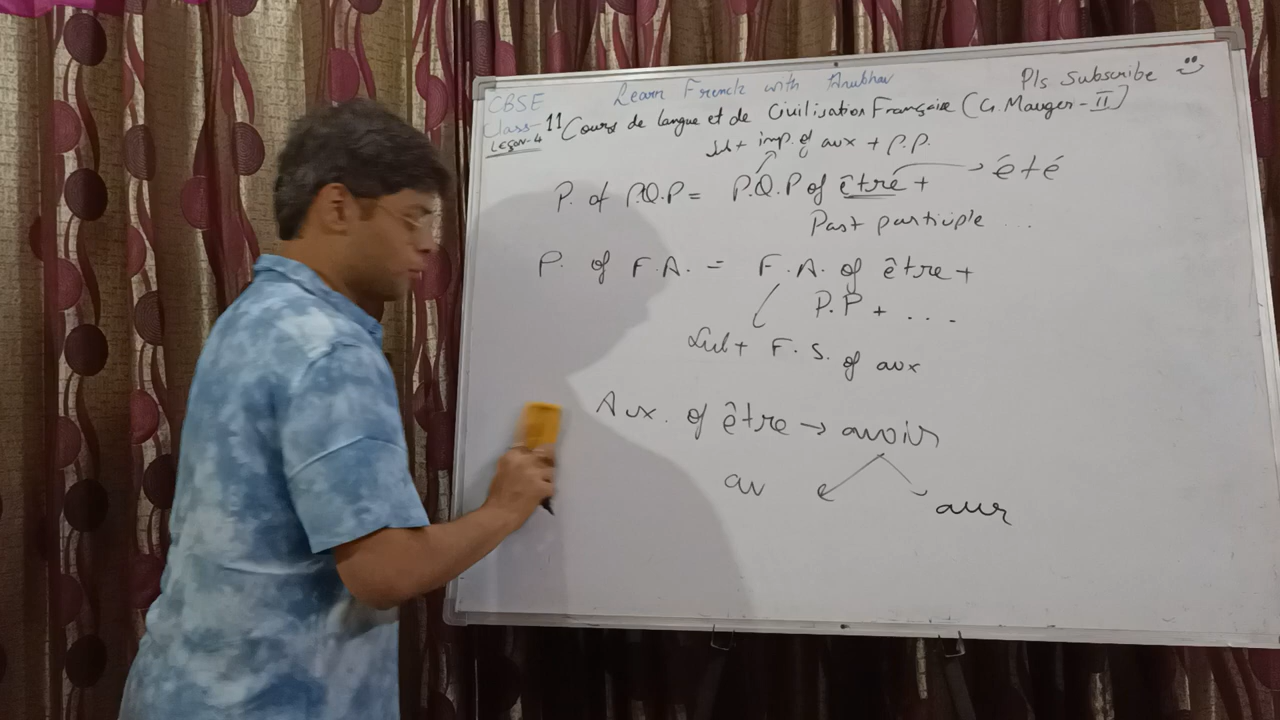 CBSE Learn French with Anubhav Pls Subscribe
Class-11 Cours de langue et de Civilisation Française (G. Mauger-II)
Leçon-4
Sub + imp. of aux + P.P.
P. of P.Q.P = P.Q.P of être + → été
Past participle ...
P. of F.A. = F.A. of être +
P.P + ....
Sub + F.S. of aux
Aux. of être → avoir
av aur